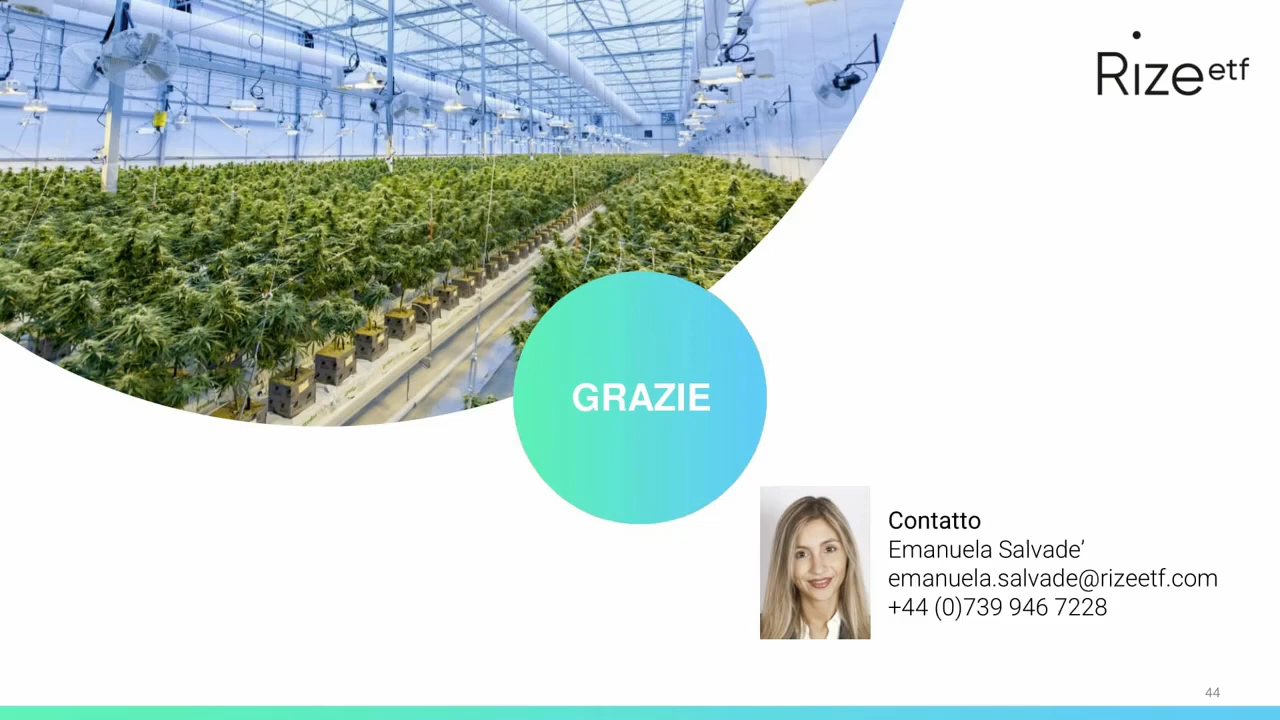 Rize etf
GRAZIE
Contatto
Emanuela Salvade’
emanuela.salvade@rizeetf.com
+44 (0)739 946 7228
44